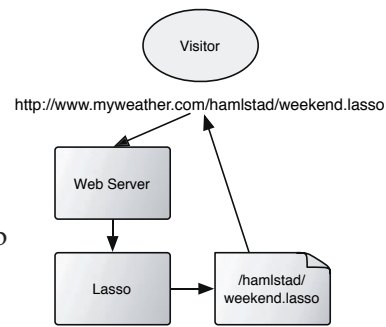 Visitor
http://www.myweather.com/hamlstad/weekend.lasso
Web Server
Lasso
/hamlstad/
weekend.lasso